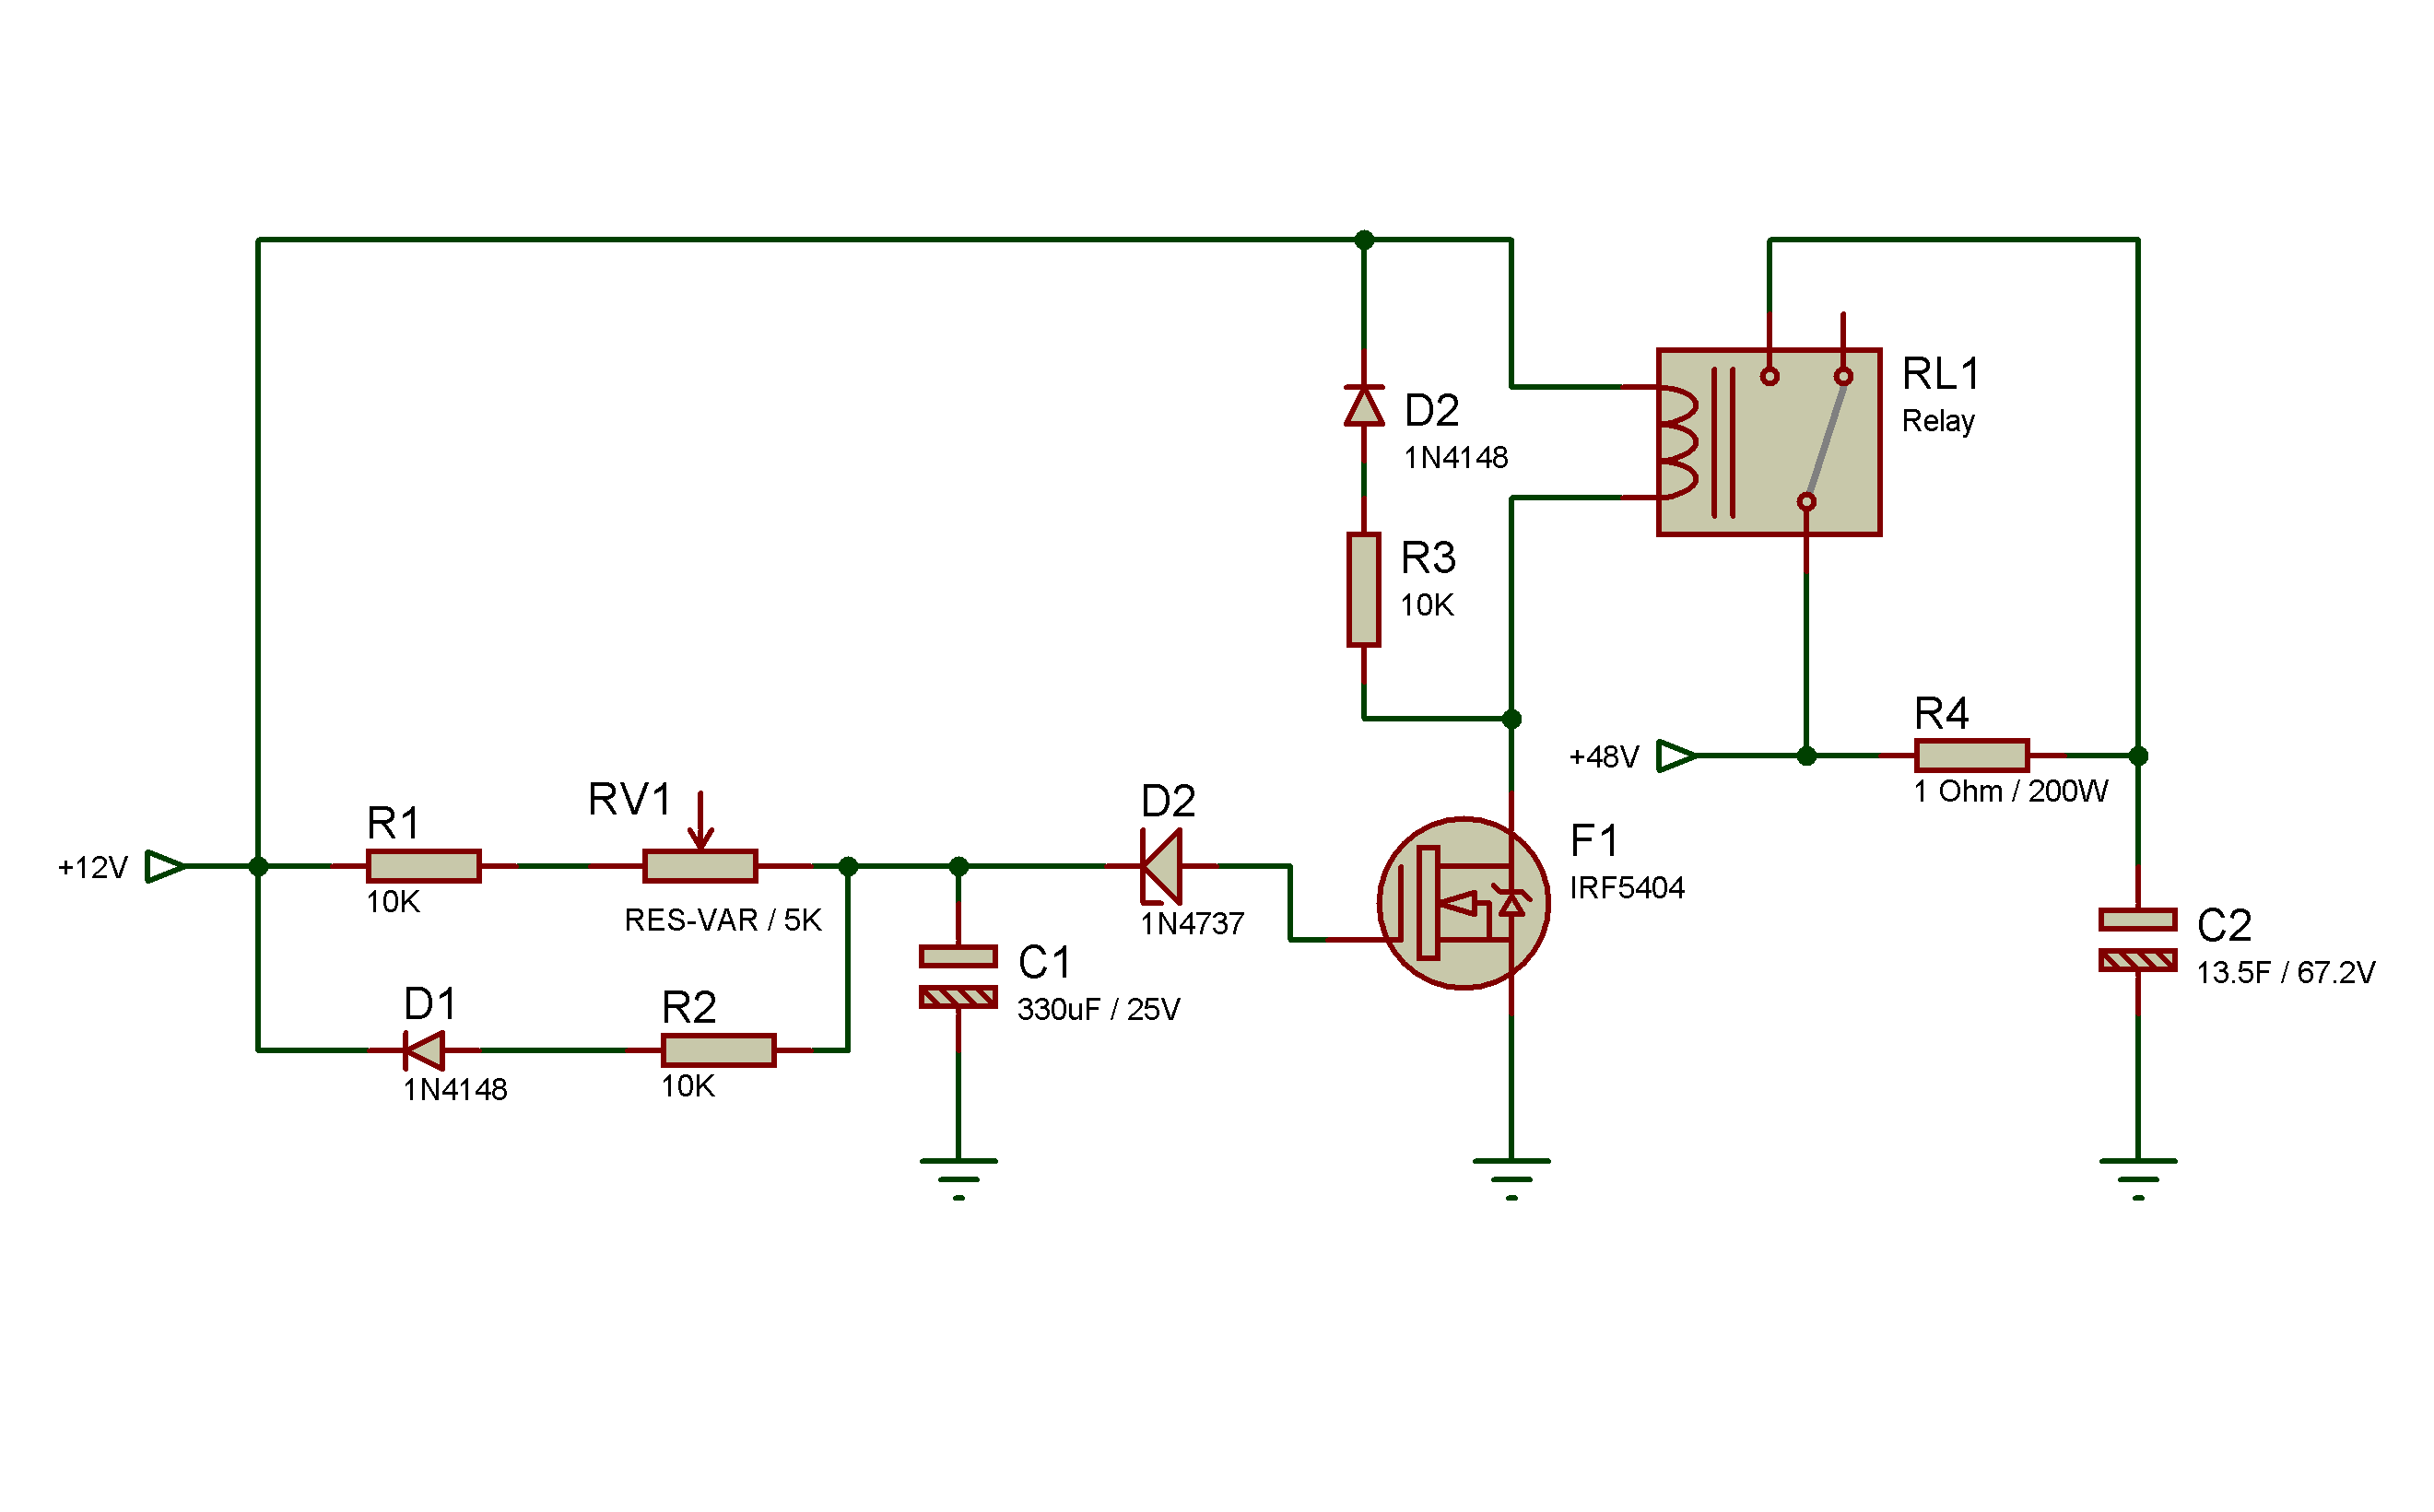 RL1
Relay
D2
1N4148
R3
10K
R4
1 Ohm / 200W
+48V
RV1
RES-VAR / 5K
D2
1N4737
R1
10K
F1
IRF5404
+12V
C2
13.5F / 67.2V
C1
330uF / 25V
D1
1N4148
R2
10K